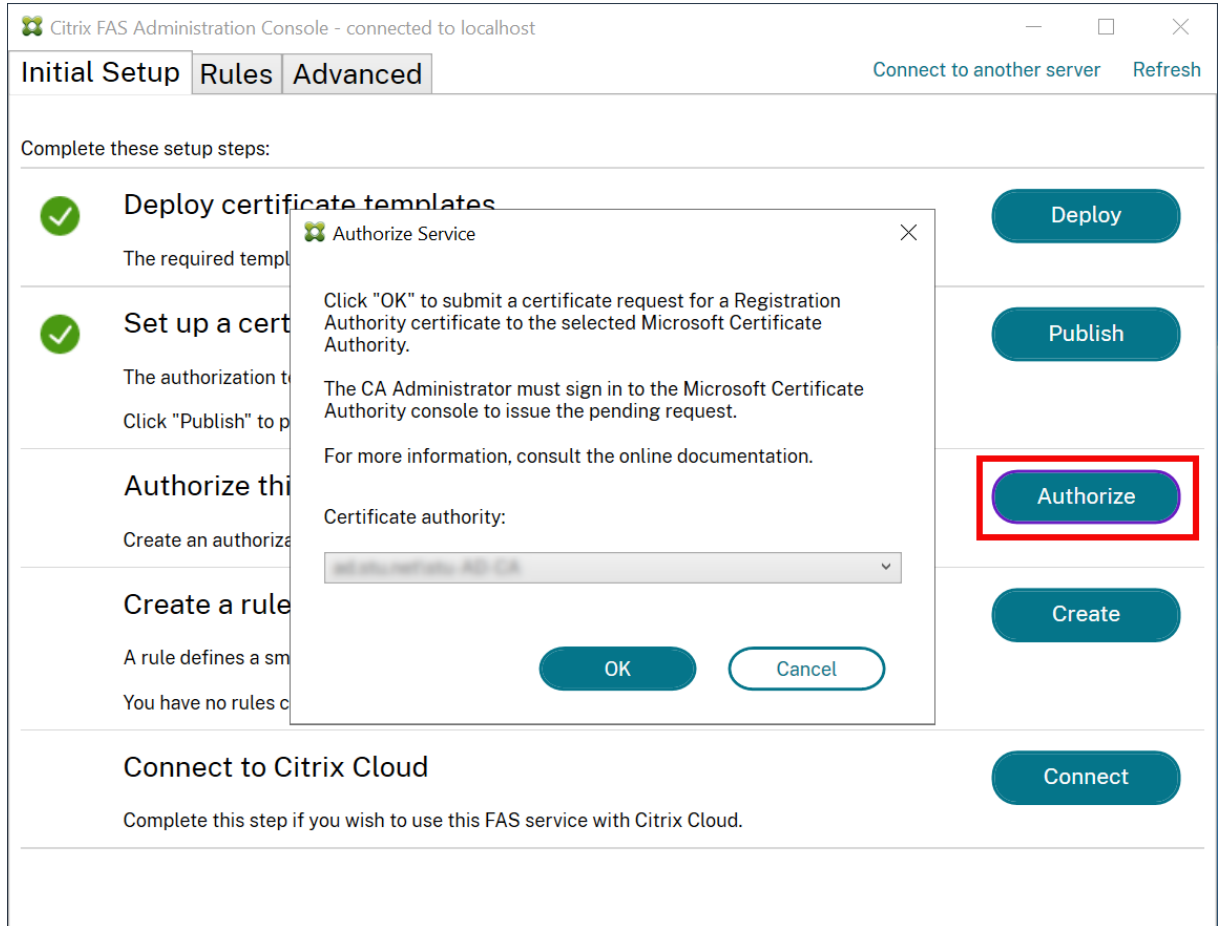 Citrix FAS Administration Console - connected to localhost
Initial Setup Rules Advanced Connect to another server Refresh
Complete these setup steps:
Deploy certificate templates
Deploy
The required templ
Set up a cert
Publish
The authorization t
Click "Publish" to p
Authorize thi
Authorize
Create an authoriza
Create a rule
Create
A rule defines a sm
You have no rules c
Connect to Citrix Cloud
Connect
Complete this step if you wish to use this FAS service with Citrix Cloud.
Authorize Service
Click "OK" to submit a certificate request for a Registration
Authority certificate to the selected Microsoft Certificate
Authority.
The CA Administrator must sign in to the Microsoft Certificate
Authority console to issue the pending request.
For more information, consult the online documentation.
Certificate authority:
OK Cancel